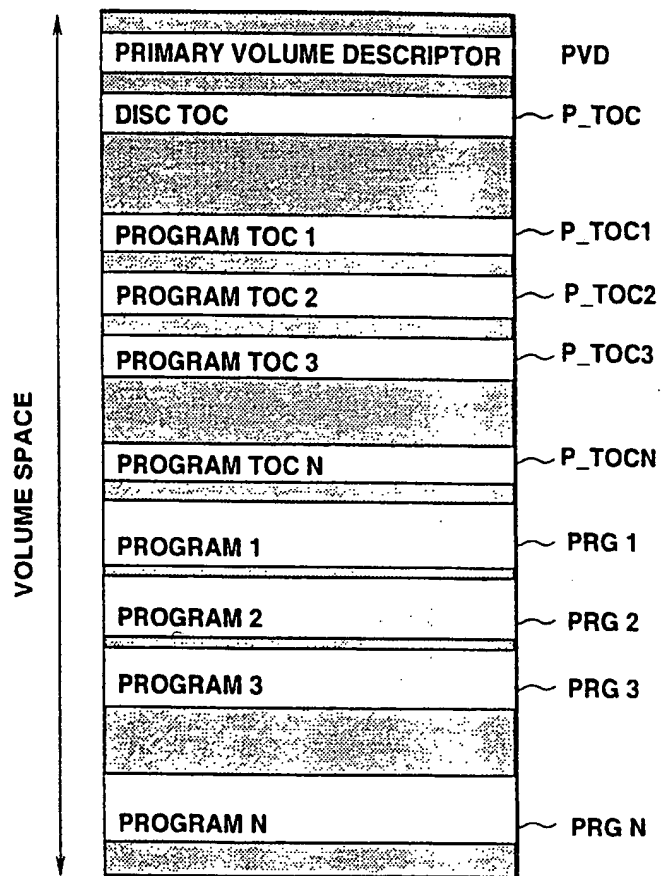 PRIMARY VOLUME DESCRIPTOR PVD
DISC TOC P_TOC
PROGRAM TOC 1 P_TOC1
PROGRAM TOC 2 P_TOC2
PROGRAM TOC 3 P_TOC3
PROGRAM TOC N P_TOCN
PROGRAM 1 PRG 1
PROGRAM 2 PRG 2
PROGRAM 3 PRG 3
PROGRAM N PRG N
VOLUME SPACE